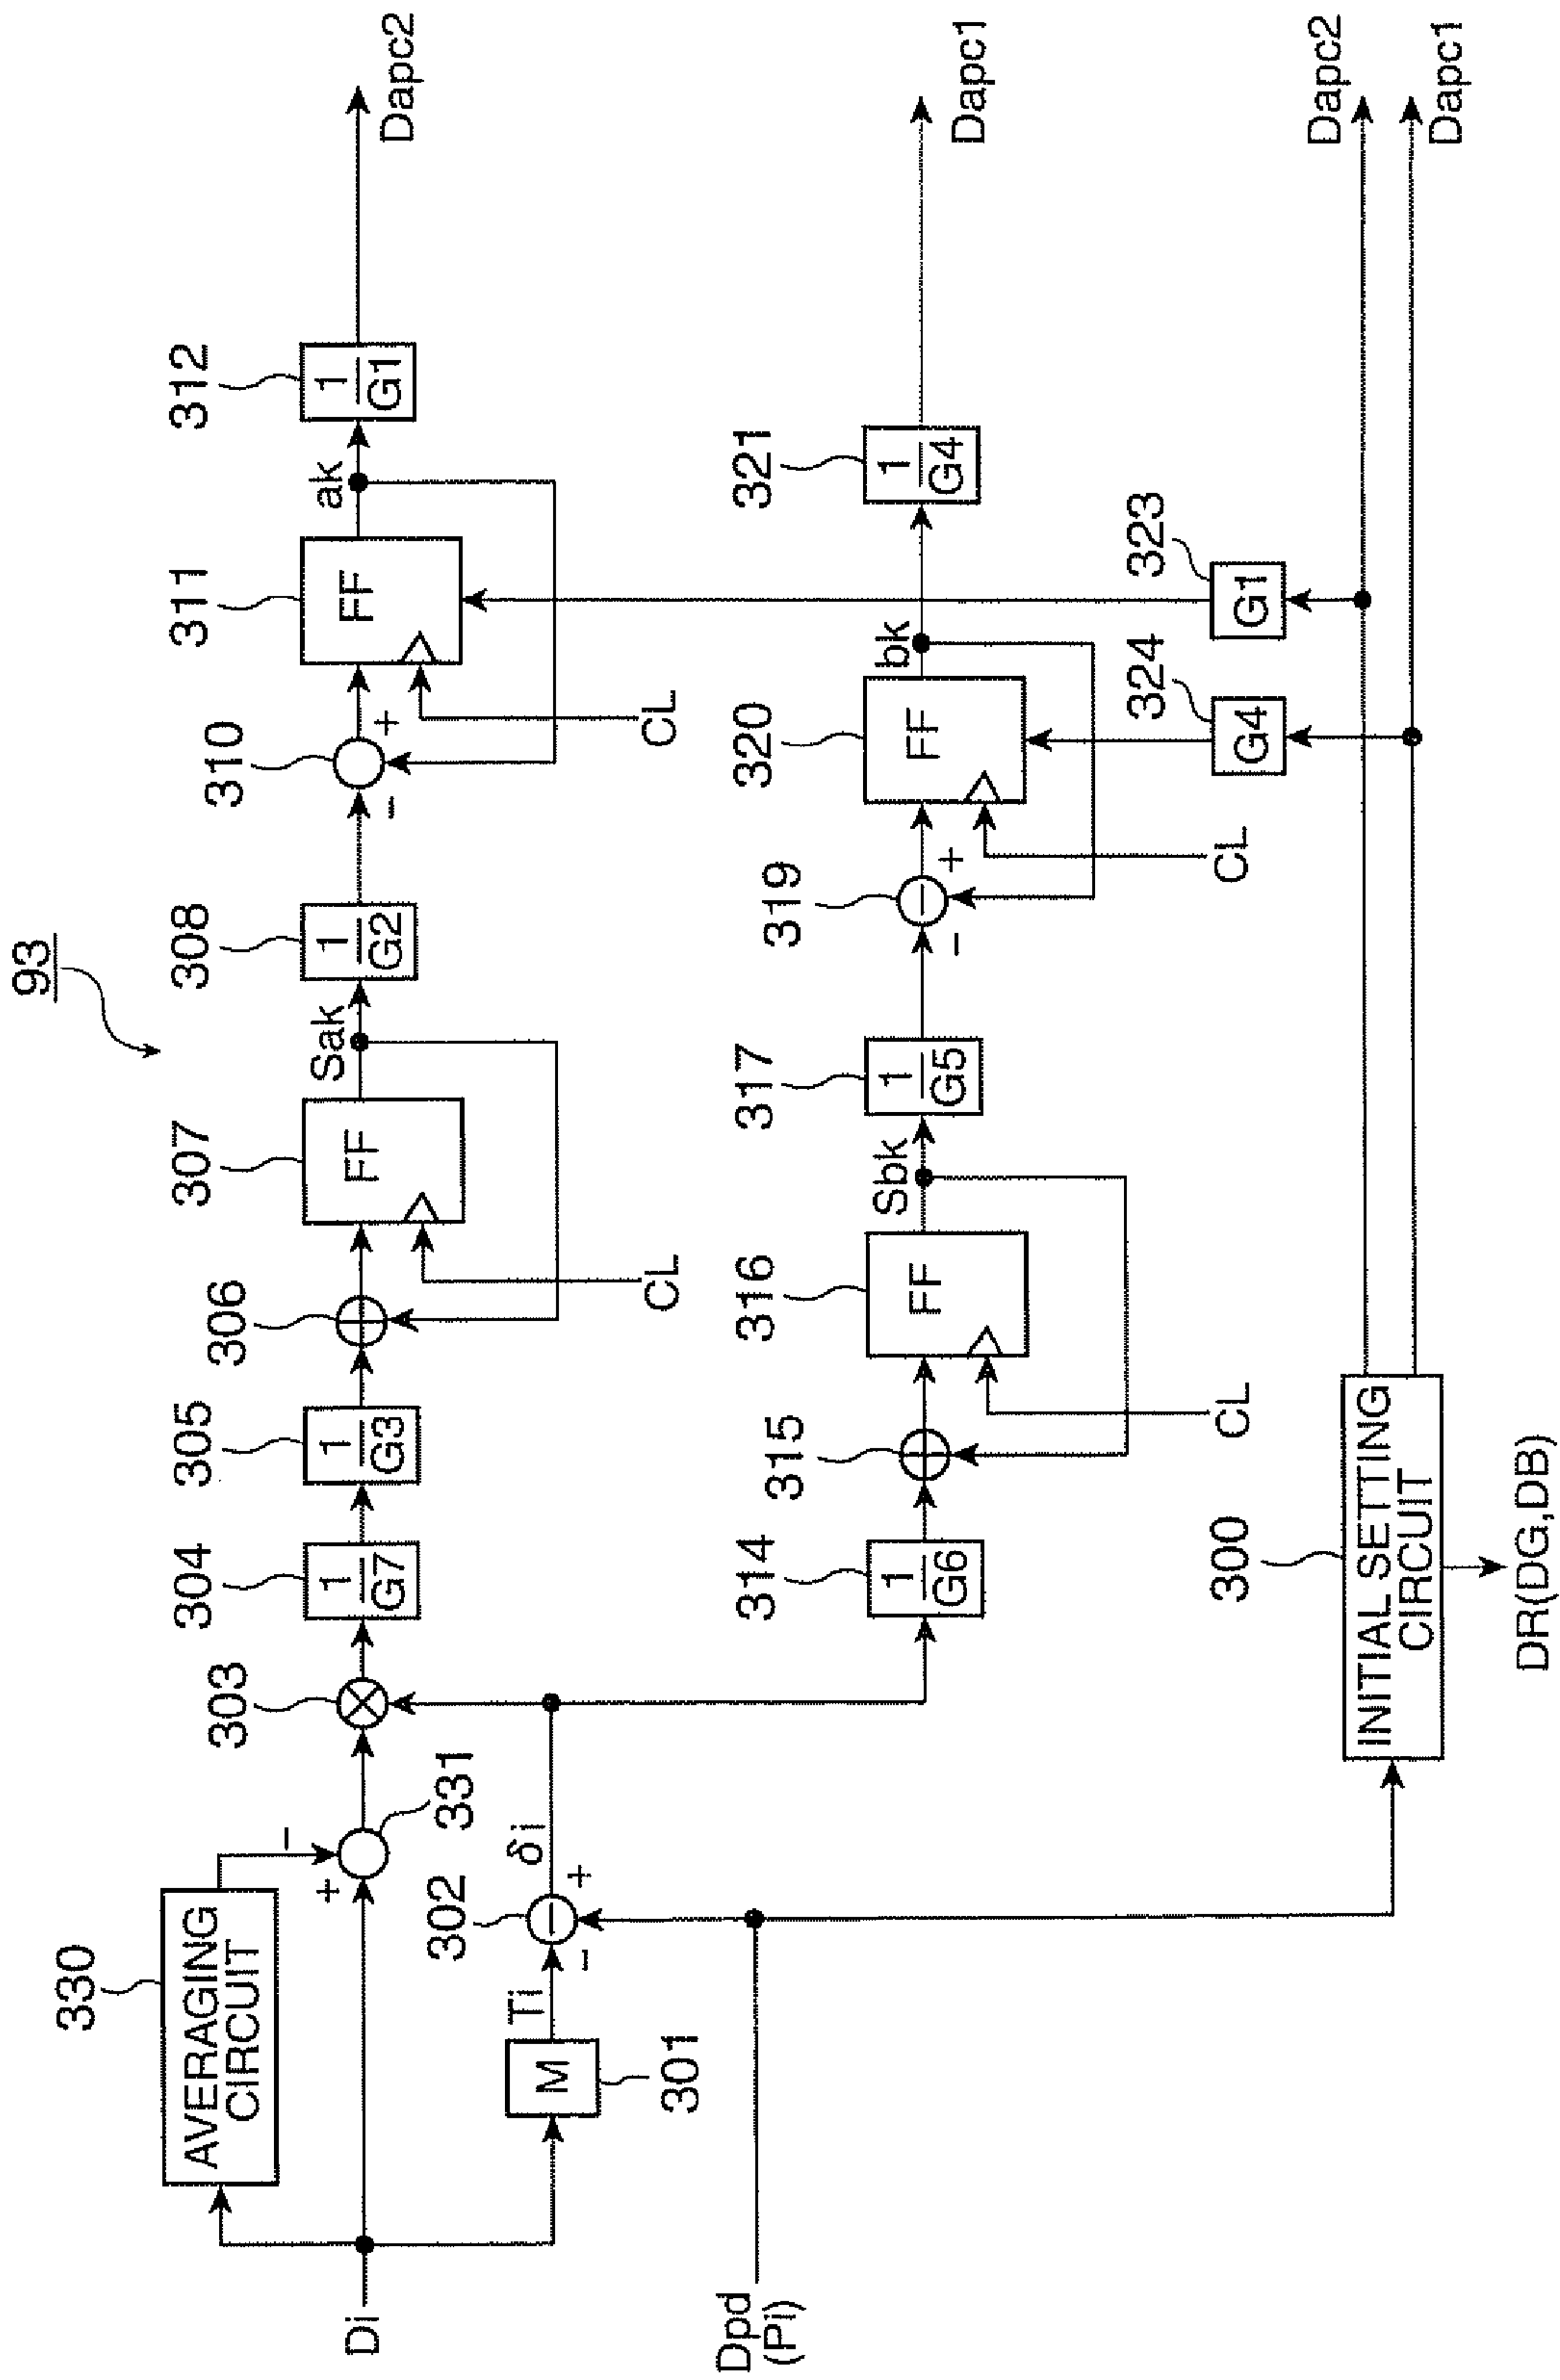 93
330
AVERAGING
CIRCUIT
+
−
331
303
304
1
G7
305
1
G3
306
307
FF
Sak
308
1
G2
310
−
+
311
FF
ak
312
1
G1
Dapc2
Di
CL
CL
M
301
Ti
302
−
+
δi
314
1
G6
315
316
FF
Sbk
317
1
G5
319
−
+
320
FF
bk
321
1
G4
Dapc1
CL
CL
Dpd
(Pi)
324
G4
323
G1
300
INITIAL SETTING
CIRCUIT
DR(DG,DB)
Dapc2
Dapc1